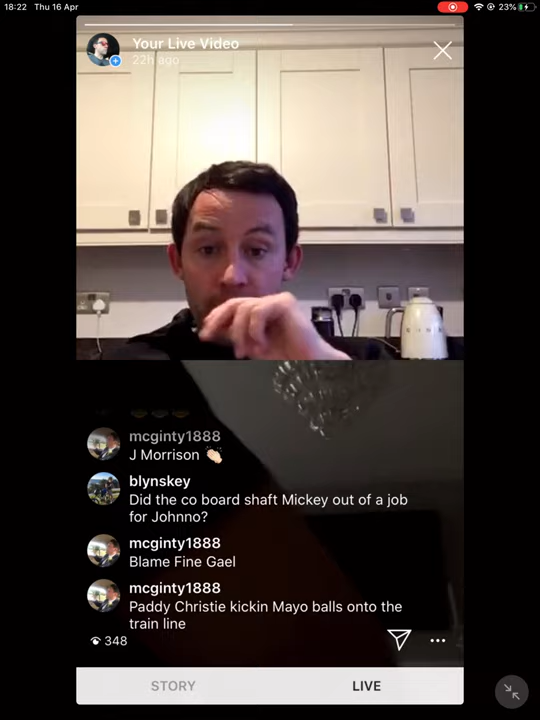 18:22 Thu 16 Apr
23%
Your Live Video
22h ago
mcginty1888
J Morrison 👏🏻
blynskey
Did the co board shaft Mickey out of a job
for Johnno?
mcginty1888
Blame Fine Gael
mcginty1888
Paddy Christie kickin Mayo balls onto the
train line
348
STORY
LIVE